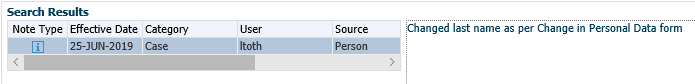 Search Results
Note Type Effective Date Category User Source
i 25-JUN-2019 Case ltoth Person
Changed last name as per Change in Personal Data form